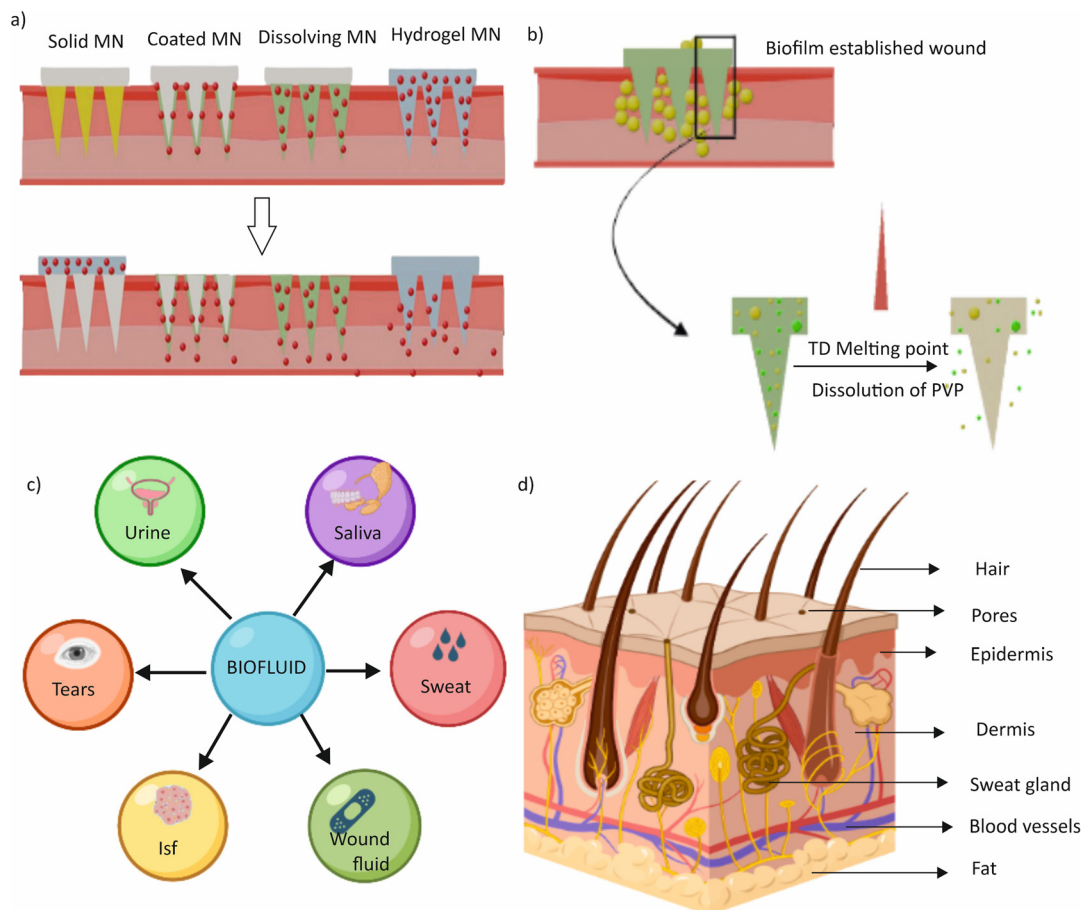 a)
Solid MN
Coated MN
Dissolving MN
Hydrogel MN
b)
Biofilm established wound
TD Melting point
Dissolution of PVP
c)
Urine
Saliva
Tears
BIOFLUID
Sweat
Isf
Wound
fluid
d)
Hair
Pores
Epidermis
Dermis
Sweat gland
Blood vessels
Fat